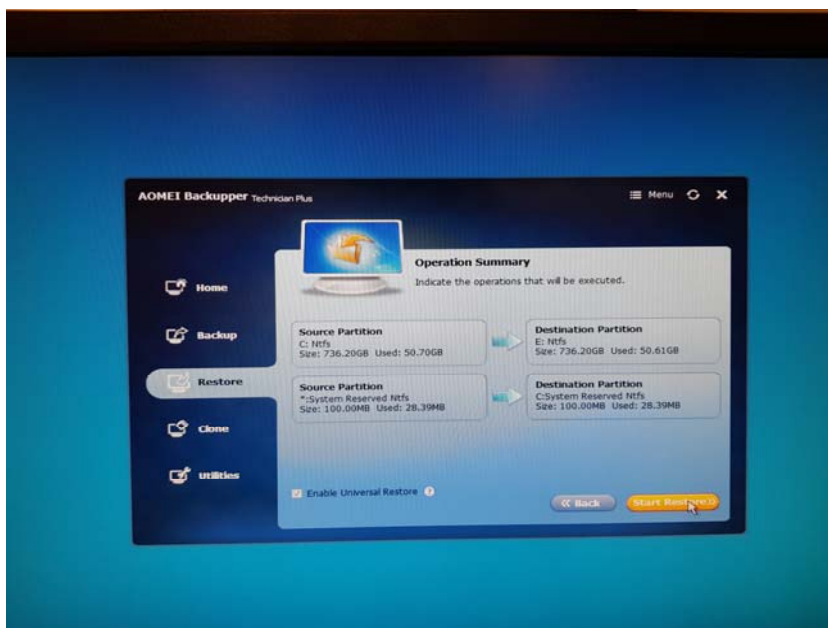 AOMEI Backupper Technician Plus
Menu
Operation Summary
Indicate the operations that will be executed.
Home
Backup
Restore
Clone
Utilities
Source Partition
C: Ntfs
Size: 736.20GB Used: 50.70GB
Destination Partition
E: Ntfs
Size: 736.20GB Used: 50.61GB
Source Partition
*:System Reserved Ntfs
Size: 100.00MB Used: 28.39MB
Destination Partition
C:System Reserved Ntfs
Size: 100.00MB Used: 28.39MB
Enable Universal Restore ?
<< Back
Start Restore>>